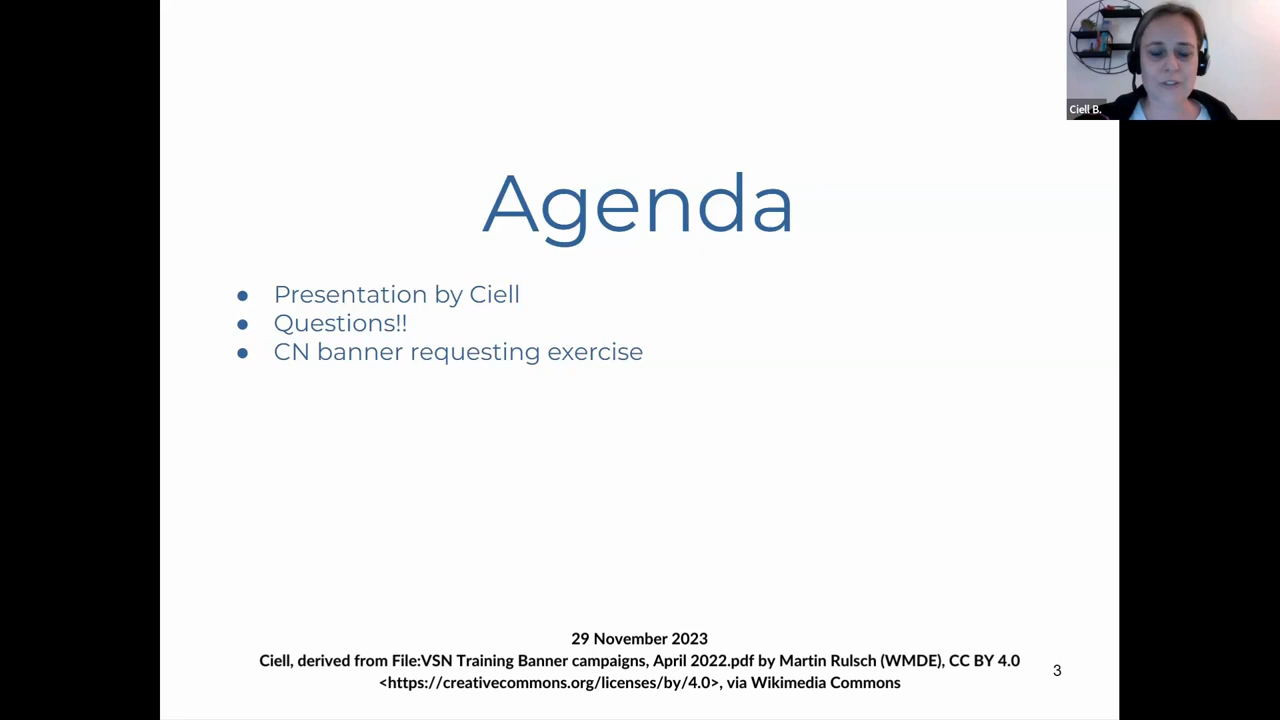 Ciell B.
Agenda
● Presentation by Ciell
● Questions!!
● CN banner requesting exercise
29 November 2023
Ciell, derived from File:VSN Training Banner campaigns, April 2022.pdf by Martin Rulsch (WMDE), CC BY 4.0
<https://creativecommons.org/licenses/by/4.0>, via Wikimedia Commons
3